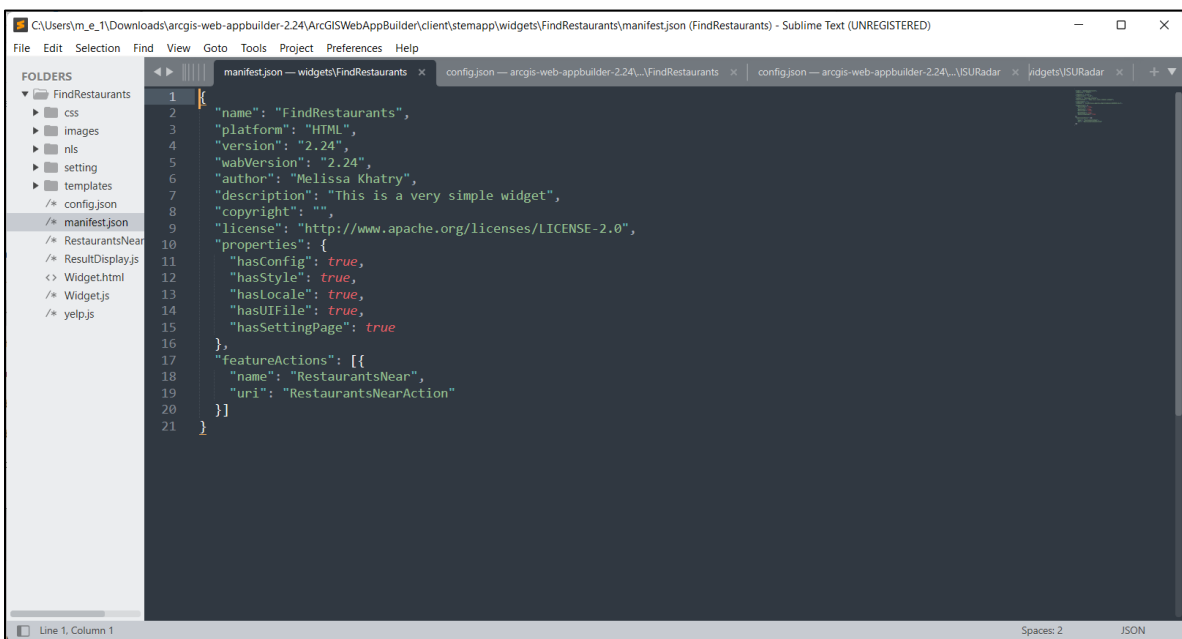 C:\Users\m_e_1\Downloads\arcgis-web-appbuilder-2.24\ArcGISWebAppBuilder\client\stemapp\widgets\FindRestaurants\manifest.json (FindRestaurants) - Sublime Text (UNREGISTERED)
File Edit Selection Find View Goto Tools Project Preferences Help
FOLDERS
FindRestaurants
css
images
nls
setting
templates
/* config.json
/* manifest.json
/* RestaurantsNear
/* ResultDisplay.js
<> Widget.html
/* Widget.js
/* yelp.js
manifest.json — widgets\FindRestaurants × config.json — arcgis-web-appbuilder-2.24\...\FindRestaurants × config.json — arcgis-web-appbuilder-2.24\...\ISURadar × idgets\ISURadar × +
1 {
2 "name": "FindRestaurants",
3 "platform": "HTML",
4 "version": "2.24",
5 "wabVersion": "2.24",
6 "author": "Melissa Khatry",
7 "description": "This is a very simple widget",
8 "copyright": "",
9 "license": "http://www.apache.org/licenses/LICENSE-2.0",
10 "properties": {
11 "hasConfig": true,
12 "hasStyle": true,
13 "hasLocale": true,
14 "hasUIFile": true,
15 "hasSettingPage": true
16 },
17 "featureActions": [{
18 "name": "RestaurantsNear",
19 "uri": "RestaurantsNearAction"
20 }]
21 }
Line 1, Column 1 Spaces: 2 JSON